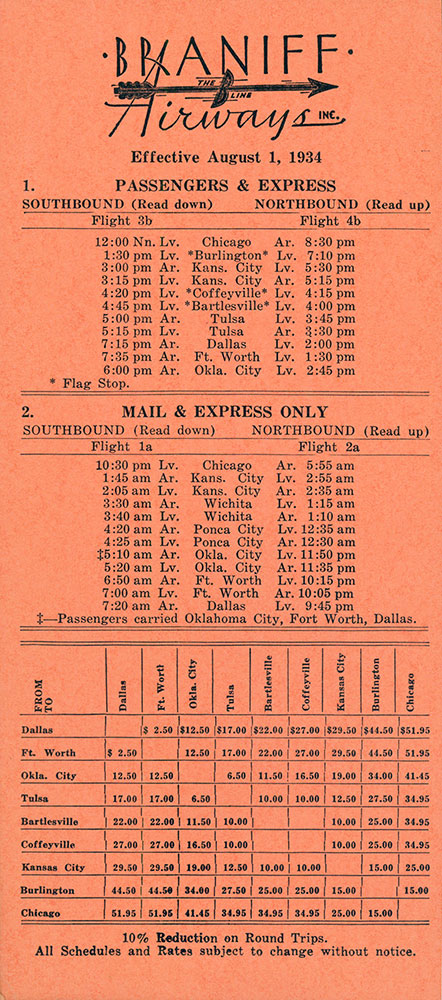 ·BRANIFF·
THE B LINE
Airways INC.
Effective August 1, 1934
1. PASSENGERS & EXPRESS
SOUTHBOUND (Read down) NORTHBOUND (Read up)
Flight 3b Flight 4b
12:00 Nn. Lv. Chicago Ar. 8:30 pm
1:30 pm Lv. *Burlington* Lv. 7:10 pm
3:00 pm Ar. Kans. City Lv. 5:30 pm
3:15 pm Lv. Kans. City Ar. 5:15 pm
4:20 pm Lv. *Coffeyville* Lv. 4:15 pm
4:45 pm Lv. *Bartlesville* Lv. 4:00 pm
5:00 pm Ar. Tulsa Lv. 3:45 pm
5:15 pm Lv. Tulsa Ar. 3:30 pm
7:15 pm Ar. Dallas Lv. 2:00 pm
7:35 pm Ar. Ft. Worth Lv. 1:30 pm
6:00 pm Ar. Okla. City Lv. 2:45 pm
* Flag Stop.
2. MAIL & EXPRESS ONLY
SOUTHBOUND (Read down) NORTHBOUND (Read up)
Flight 1a Flight 2a
10:30 pm Lv. Chicago Ar. 5:55 am
1:45 am Ar. Kans. City Lv. 2:55 am
2:05 am Lv. Kans. City Ar. 2:35 am
3:30 am Ar. Wichita Lv. 1:15 am
3:40 am Lv. Wichita Ar. 1:10 am
4:20 am Ar. Ponca City Lv. 12:35 am
4:25 am Lv. Ponca City Ar. 12:30 am
‡5:10 am Ar. Okla. City Lv. 11:50 pm
5:20 am Lv. Okla. City Ar. 11:35 pm
6:50 am Ar. Ft. Worth Lv. 10:15 pm
7:00 am Lv. Ft. Worth Ar. 10:05 pm
7:20 am Ar. Dallas Lv. 9:45 pm
‡—Passengers carried Oklahoma City, Fort Worth, Dallas.
FROM TO Dallas Ft. Worth Okla. City Tulsa Bartlesville Coffeyville Kansas City Burlington Chicago
Dallas $ 2.50 $12.50 $17.00 $22.00 $27.00 $29.50 $44.50 $51.95
Ft. Worth $ 2.50 12.50 17.00 22.00 27.00 29.50 44.50 51.95
Okla. City 12.50 12.50 6.50 11.50 16.50 19.00 34.00 41.45
Tulsa 17.00 17.00 6.50 10.00 10.00 12.50 27.50 34.95
Bartlesville 22.00 22.00 11.50 10.00 10.00 25.00 34.95
Coffeyville 27.00 27.00 16.50 10.00 10.00 25.00 34.95
Kansas City 29.50 29.50 19.00 12.50 10.00 10.00 15.00 25.00
Burlington 44.50 44.50 34.00 27.50 25.00 25.00 15.00 15.00
Chicago 51.95 51.95 41.45 34.95 34.95 34.95 25.00 15.00
10% Reduction on Round Trips.
All Schedules and Rates subject to change without notice.